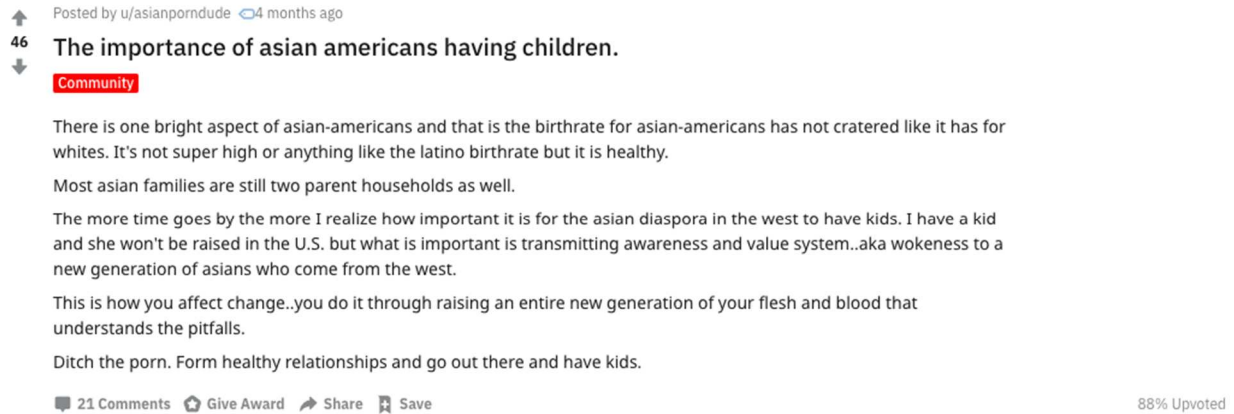 Posted by u/asianporndude 4 months ago
46
The importance of asian americans having children.
Community
There is one bright aspect of asian-americans and that is the birthrate for asian-americans has not cratered like it has for
whites. It's not super high or anything like the latino birthrate but it is healthy.
Most asian families are still two parent households as well.
The more time goes by the more I realize how important it is for the asian diaspora in the west to have kids. I have a kid
and she won't be raised in the U.S. but what is important is transmitting awareness and value system..aka wokeness to a
new generation of asians who come from the west.
This is how you affect change..you do it through raising an entire new generation of your flesh and blood that
understands the pitfalls.
Ditch the porn. Form healthy relationships and go out there and have kids.
21 Comments Give Award Share Save 88% Upvoted